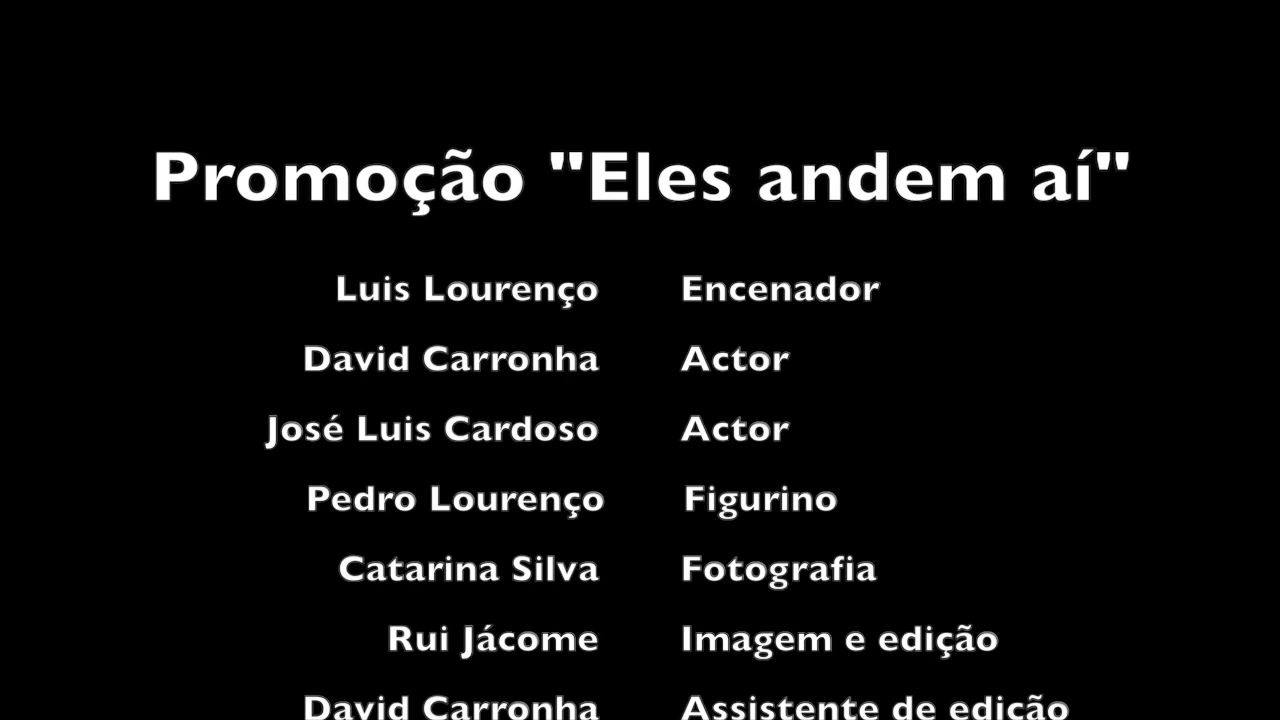 Promoção "Eles andem aí"
Luis Lourenço Encenador
David Carronha Actor
José Luis Cardoso Actor
Pedro Lourenço Figurino
Catarina Silva Fotografia
Rui Jácome Imagem e edição
David Carronha Assistente de edição